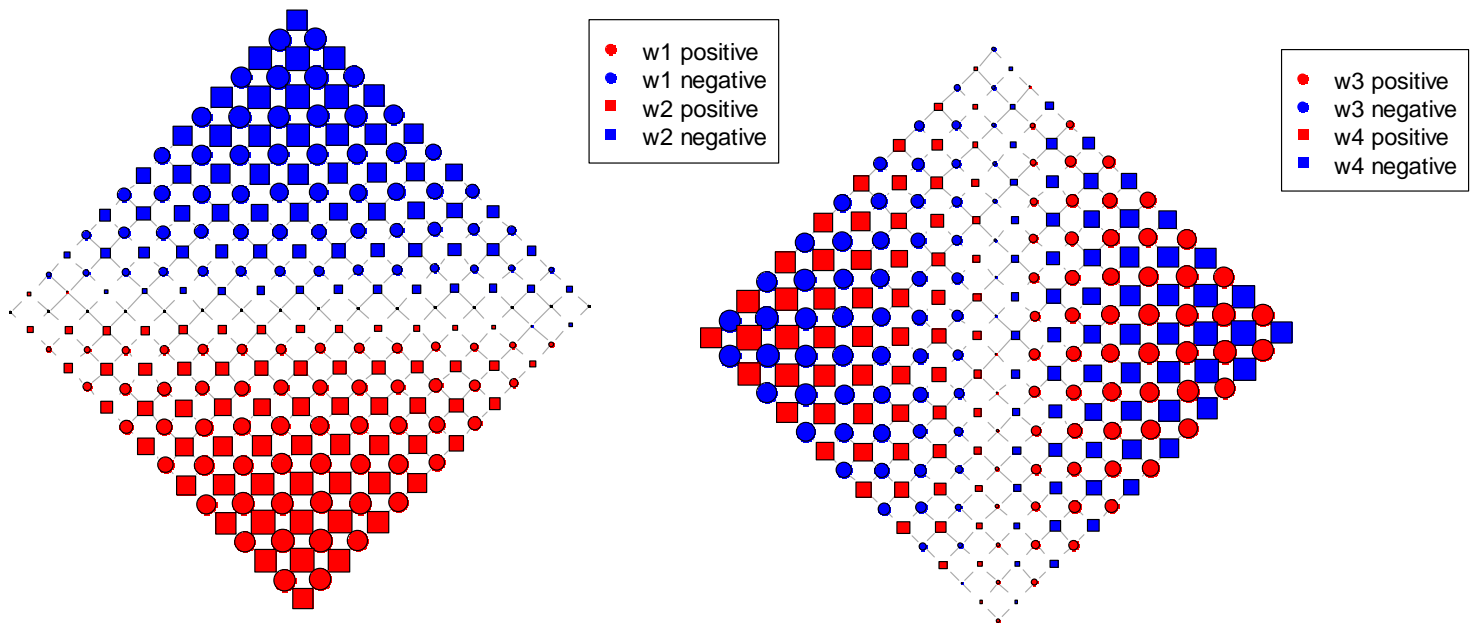 w1 positive
w1 negative
w2 positive
w2 negative
w3 positive
w3 negative
w4 positive
w4 negative